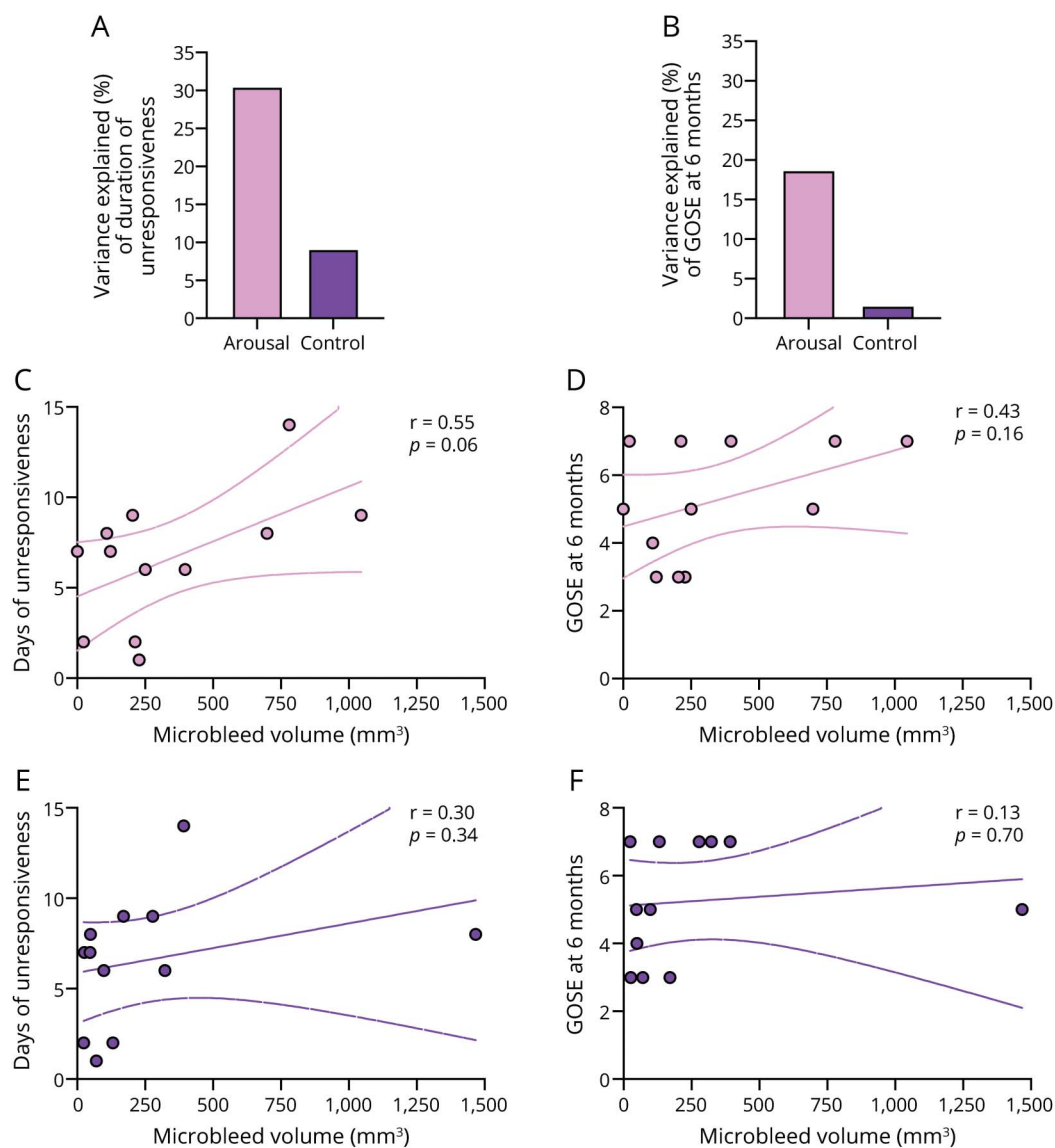 A
Variance explained (%)
of duration of
unresponsiveness
35
30
25
20
15
10
5
0
Arousal Control
B
Variance explained (%)
of GOSE at 6 months
35
30
25
20
15
10
5
0
Arousal Control
C
Days of unresponsiveness
15
10
5
0
r = 0.55
p = 0.06
0 250 500 750 1,000 1,250 1,500
Microbleed volume (mm³)
D
GOSE at 6 months
8
6
4
2
0
r = 0.43
p = 0.16
0 250 500 750 1,000 1,250 1,500
Microbleed volume (mm³)
E
Days of unresponsiveness
15
10
5
0
r = 0.30
p = 0.34
0 250 500 750 1,000 1,250 1,500
Microbleed volume (mm³)
F
GOSE at 6 months
8
6
4
2
0
r = 0.13
p = 0.70
0 250 500 750 1,000 1,250 1,500
Microbleed volume (mm³)